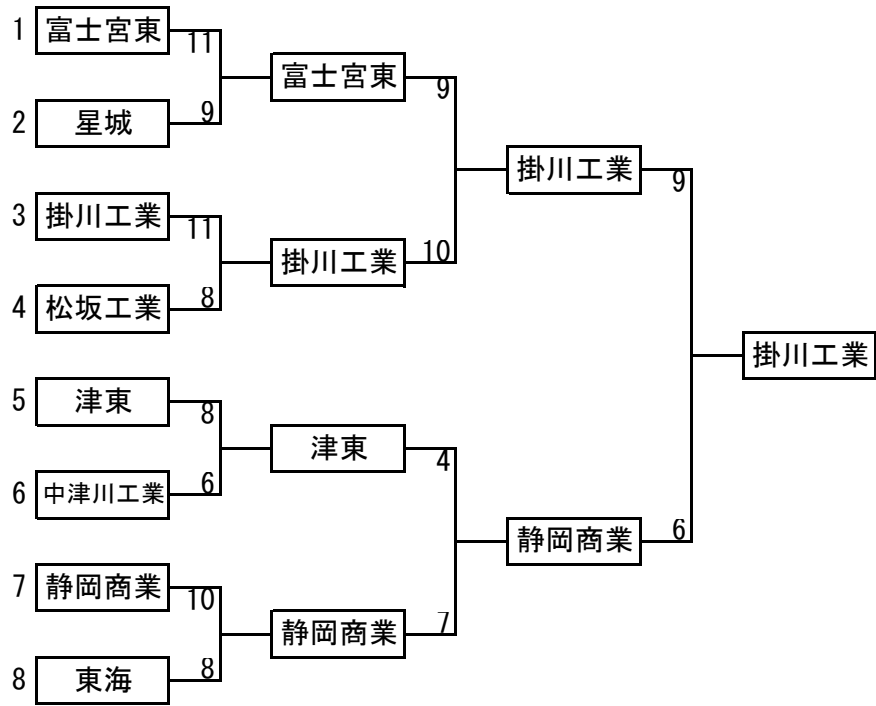 1 富士宮東 11
富士宮東 9
2 星城 9
掛川工業 9
3 掛川工業 11
掛川工業 10
4 松坂工業 8
掛川工業
5 津東 8
津東 4
6 中津川工業 6
静岡商業 6
7 静岡商業 10
静岡商業 7
8 東海 8